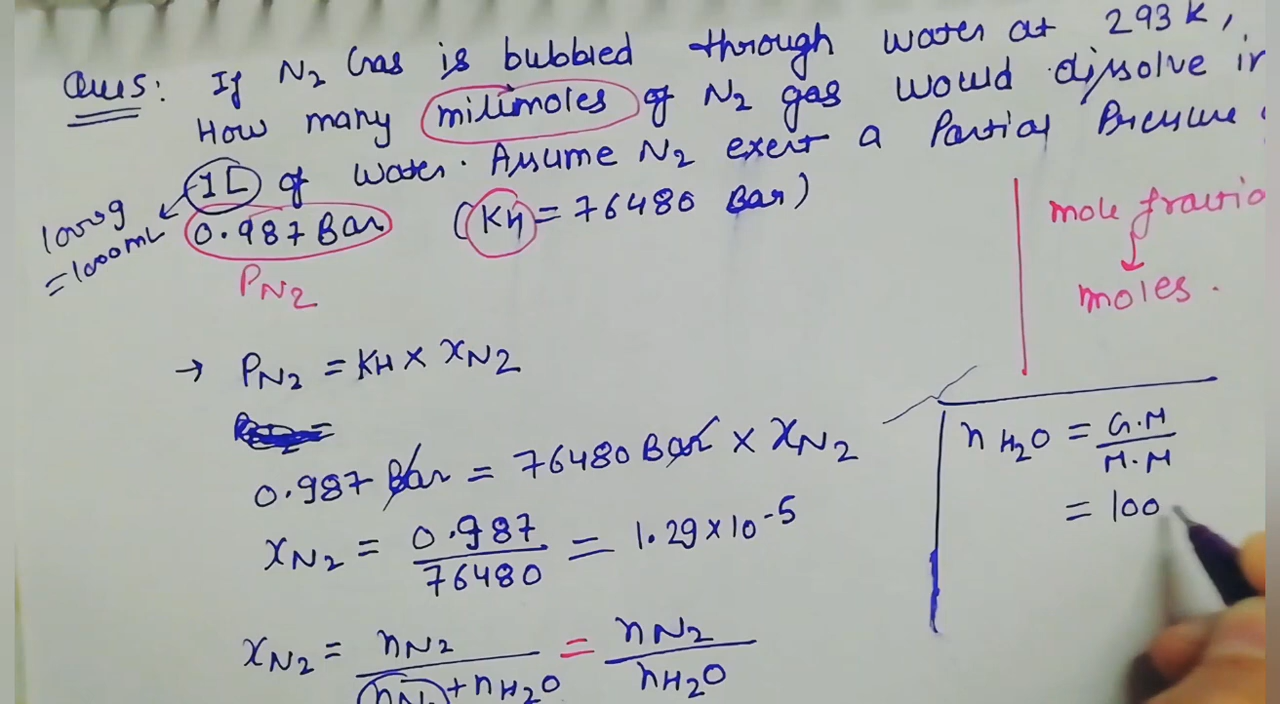 Ques: If N2 Gas is bubbled through water at 293K,
How many milimoles of N2 gas would dissolve in
1L of water. Assume N2 exert a Partial Pressure
0.987 Bar (KH = 76480 Bar)
1000g
=1000mL
PN2
mole fractio
↓
moles.
→ PN2 = KH × xN2
0.987 Bar = 76480 Bar × xN2
xN2 = 0.987 / 76480 = 1.29 × 10^-5
xN2 = nN2 / nN2 + nH2O = nN2 / nH2O
nH2O = G.M / M.M
= 100